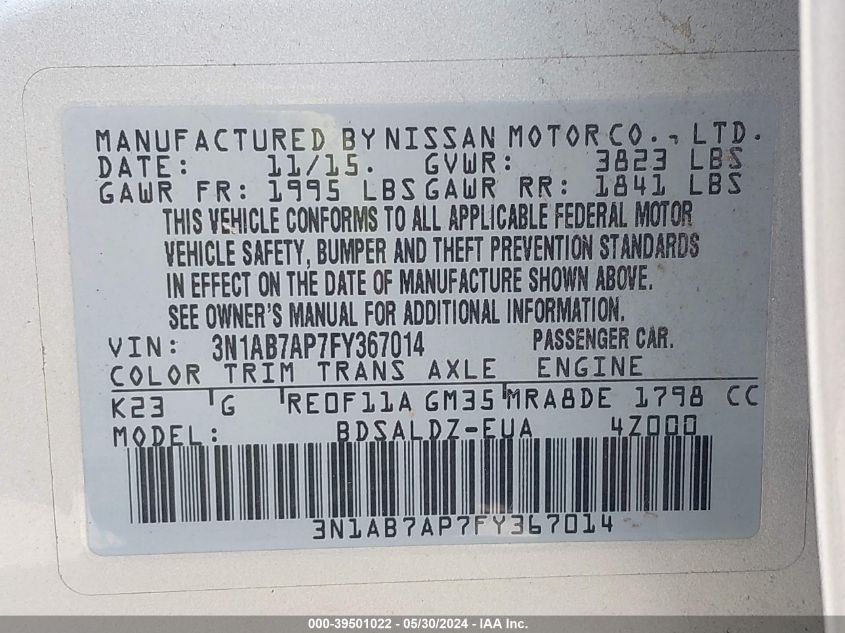 MANUFACTURED BY NISSAN MOTOR CO., LTD.
DATE: 11/15. GVWR: 3823 LBS
GAWR FR: 1995 LBS GAWR RR: 1841 LBS
THIS VEHICLE CONFORMS TO ALL APPLICABLE FEDERAL MOTOR
VEHICLE SAFETY, BUMPER AND THEFT PREVENTION STANDARDS
IN EFFECT ON THE DATE OF MANUFACTURE SHOWN ABOVE.
SEE OWNER'S MANUAL FOR ADDITIONAL INFORMATION.
VIN: 3N1AB7AP7FY367014 PASSENGER CAR.
COLOR TRIM TRANS AXLE ENGINE
K23 G RE0F11A GM35 MRA8DE 1798 CC
MODEL: BDSALDZ-EUA 4Z000
3N1AB7AP7FY367014
000-39501022 - 05/30/2024 - IAA Inc.